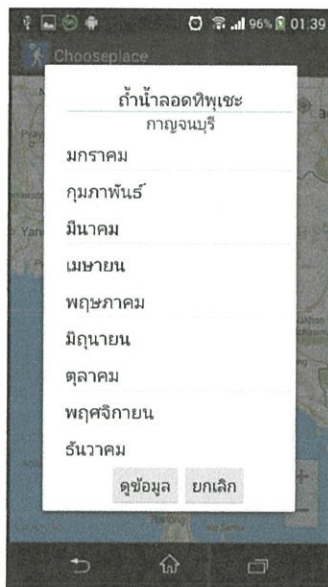 96% 01:39
Chooseplace
ถ้ำน้ำลอดทิพุเชะ
กาญจนบุรี
มกราคม
กุมภาพันธ์
มีนาคม
เมษายน
พฤษภาคม
มิถุนายน
ตุลาคม
พฤศจิกายน
ธันวาคม
ดูข้อมูล ยกเลิก